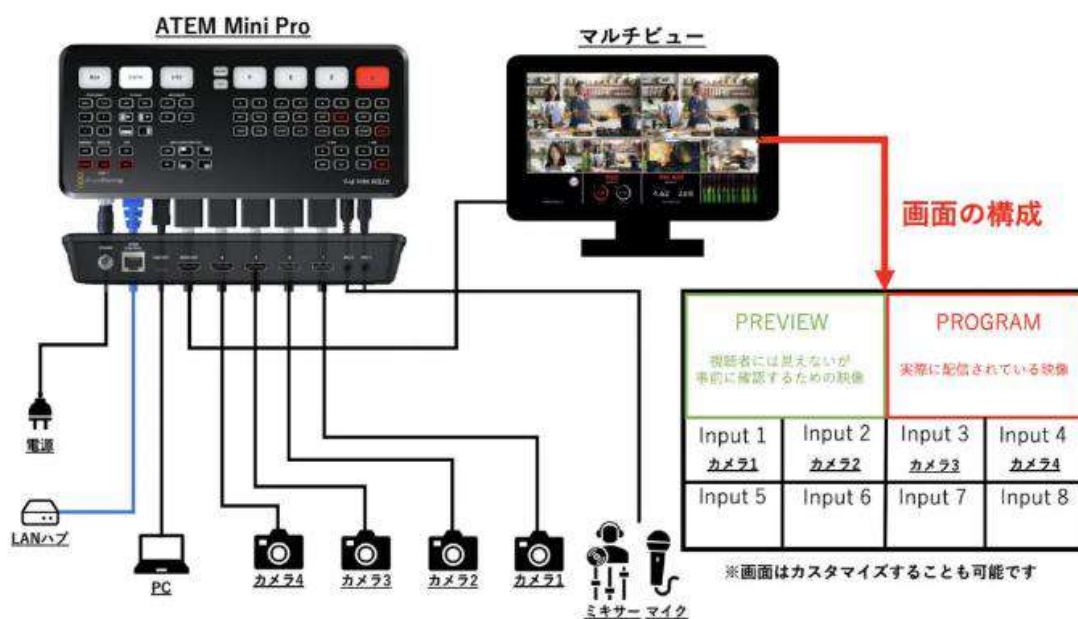 ATEM Mini Pro
マルチビュー
画面の構成
PREVIEW
視聴者には見えないが
事前に確認するための映像
PROGRAM
実際に配信されている映像
Input 1
カメラ1
Input 2
カメラ2
Input 3
カメラ3
Input 4
カメラ4
Input 5
Input 6
Input 7
Input 8
※画面はカスタマイズすることも可能です
電源
LANハブ
PC
カメラ4
カメラ3
カメラ2
カメラ1
ミキサー
マイク